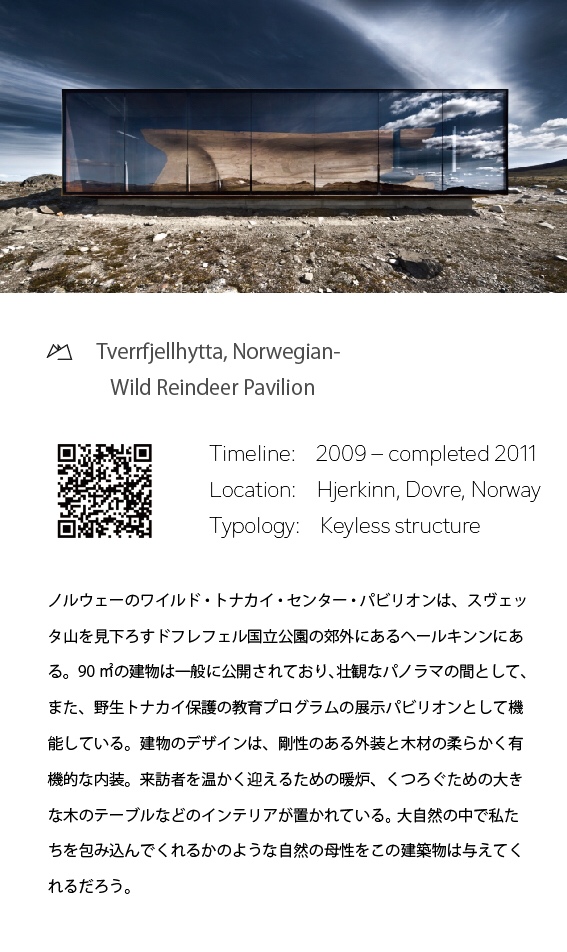 Tverrfjellhytta, Norwegian-
Wild Reindeer Pavilion
Timeline: 2009 – completed 2011
Location: Hjerkinn, Dovre, Norway
Typology: Keyless structure
ノルウェーのワイルド・トナカイ・センター・パビリオンは、スヴェッ
タ山を見下ろすドフレフェル国立公園の郊外にあるヘールキンンにあ
る。90 ㎡の建物は一般に公開されており、壮観なパノラマの間として、
また、野生トナカイ保護の教育プログラムの展示パビリオンとして機
能している。建物のデザインは、剛性のある外装と木材の柔らかく有
機的な内装。来訪者を温かく迎えるための暖炉、くつろぐための大き
な木のテーブルなどのインテリアが置かれている。大自然の中で私た
ちを包み込んでくれるかのような自然の母性をこの建築物は与えてく
れるだろう。